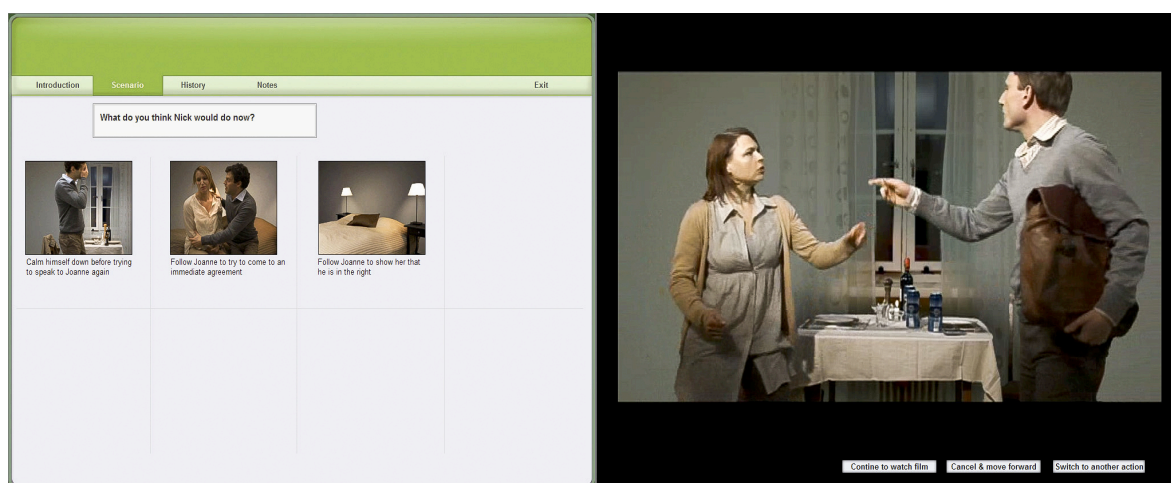 Introduction Scenario History Notes Exit
What do you think Nick would do now?
Calm himself down before trying
to speak to Joanne again
Follow Joanne to try to come to an
immediate agreement
Follow Joanne to show her that
he is in the right
Contine to watch film Cancel & move forward Switch to another action